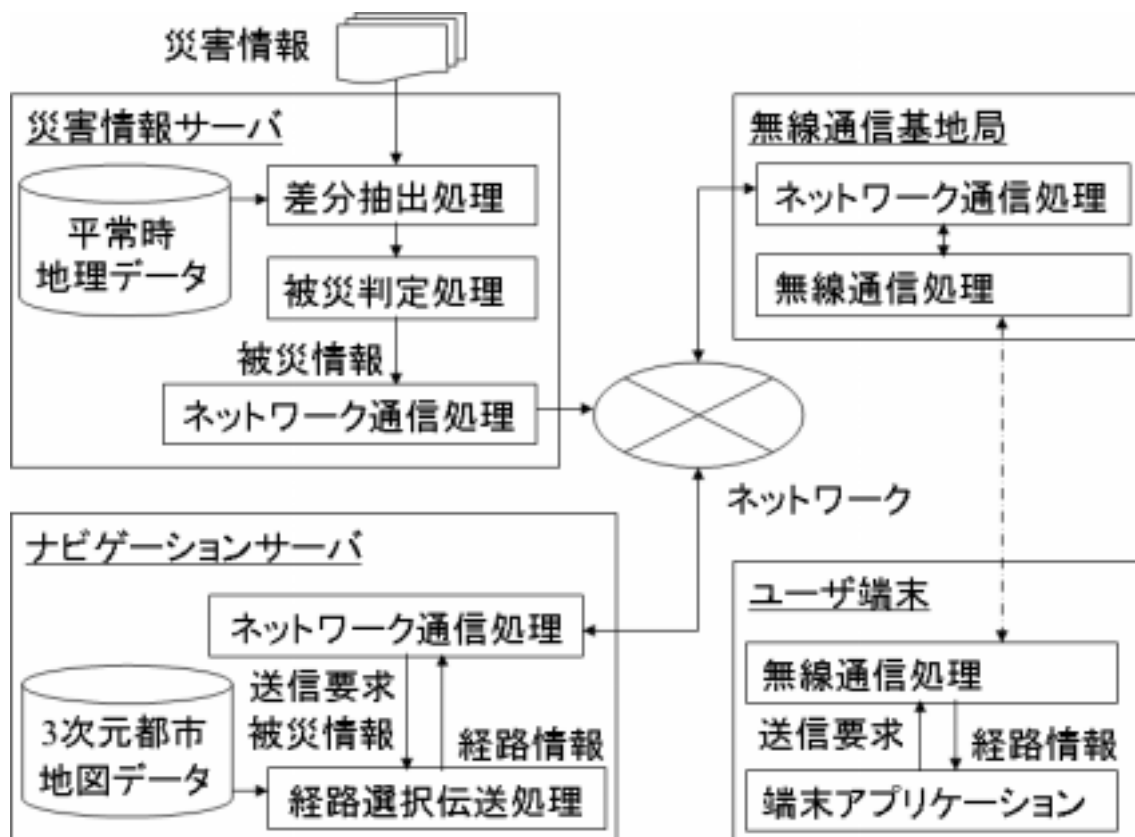 災害情報
災害情報サーバ
平常時
地理データ
差分抽出処理
被災判定処理
被災情報
ネットワーク通信処理
無線通信基地局
ネットワーク通信処理
無線通信処理
ネットワーク
ナビゲーションサーバ
ネットワーク通信処理
送信要求
被災情報
経路情報
3次元都市
地図データ
経路選択伝送処理
ユーザ端末
無線通信処理
送信要求
経路情報
端末アプリケーション